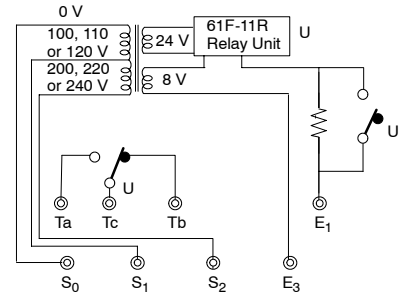 0 V
100, 110
or 120 V
200, 220
or 240 V
24 V
8 V
61F-11R
Relay Unit
U
U
U
Ta
Tc
Tb
E1
S0
S1
S2
E3